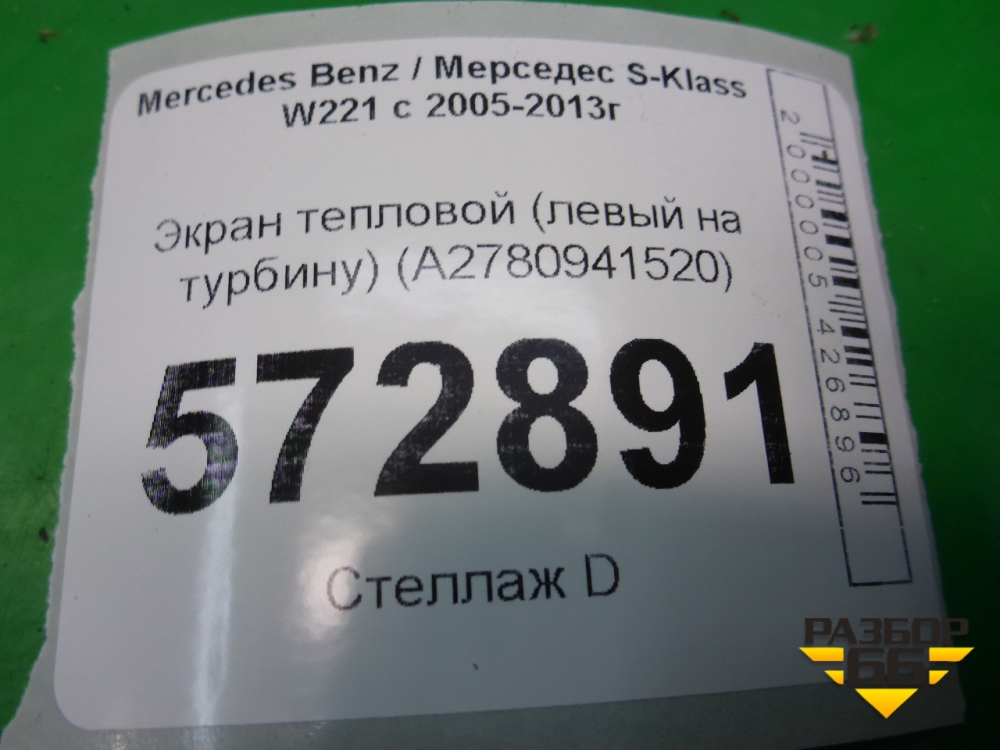 Mercedes Benz / Мерседес S-Klass
W221 с 2005-2013г
Экран тепловой (левый на
турбину) (A2780941520)
572891
Стеллаж D
2000005426896
РАЗБОР
66